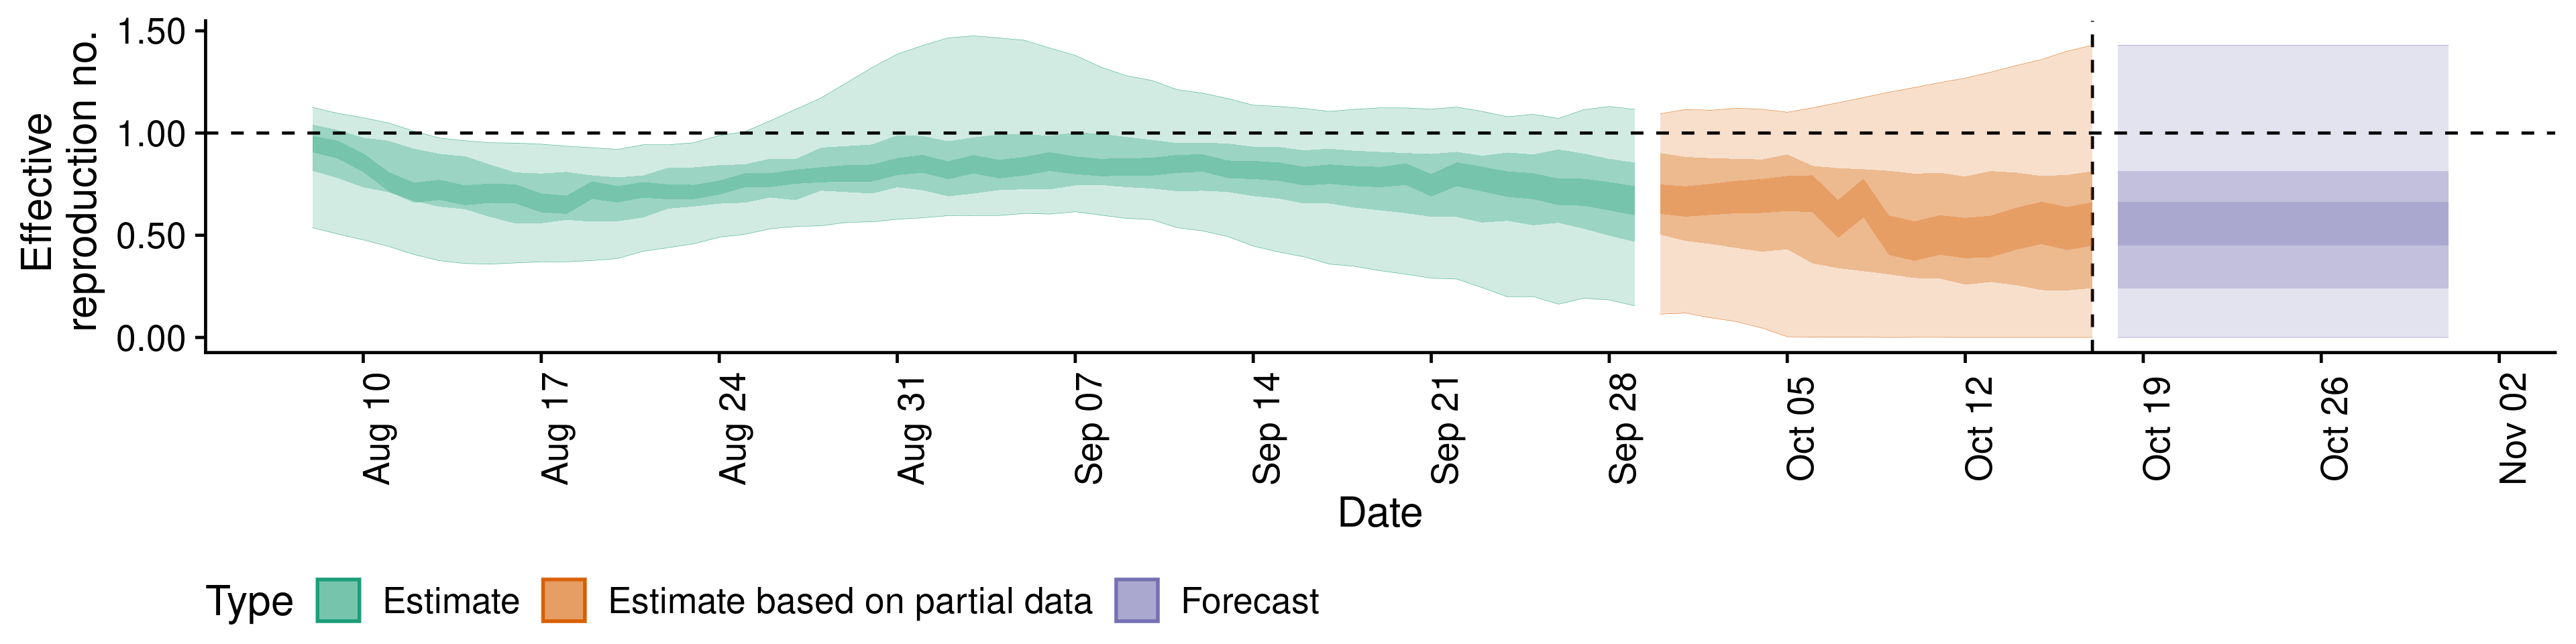 Effective
reproduction no.
1.50
1.00
0.50
0.00
Aug 10
Aug 17
Aug 24
Aug 31
Sep 07
Sep 14
Sep 21
Sep 28
Oct 05
Oct 12
Oct 19
Oct 26
Nov 02
Date
Type Estimate Estimate based on partial data Forecast